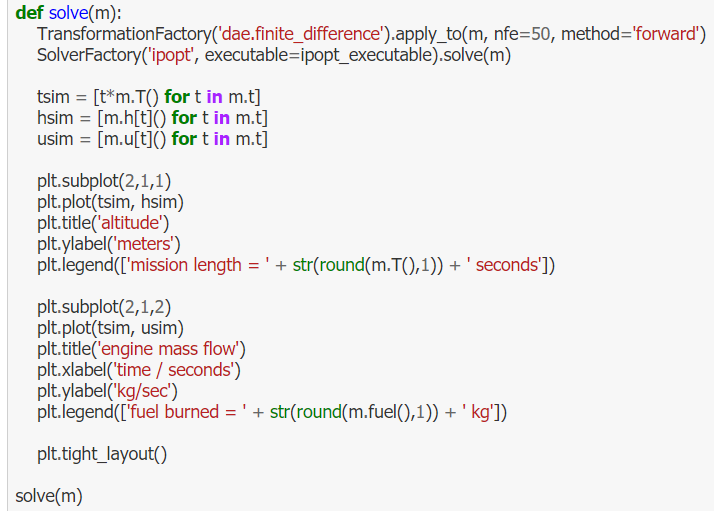 def solve(m):
    TransformationFactory('dae.finite_difference').apply_to(m, nfe=50, method='forward')
    SolverFactory('ipopt', executable=ipopt_executable).solve(m)

    tsim = [t*m.T() for t in m.t]
    hsim = [m.h[t]() for t in m.t]
    usim = [m.u[t]() for t in m.t]

    plt.subplot(2,1,1)
    plt.plot(tsim, hsim)
    plt.title('altitude')
    plt.ylabel('meters')
    plt.legend(['mission length = ' + str(round(m.T(),1)) + ' seconds'])

    plt.subplot(2,1,2)
    plt.plot(tsim, usim)
    plt.title('engine mass flow')
    plt.xlabel('time / seconds')
    plt.ylabel('kg/sec')
    plt.legend(['fuel burned = ' + str(round(m.fuel(),1)) + ' kg'])

    plt.tight_layout()

solve(m)